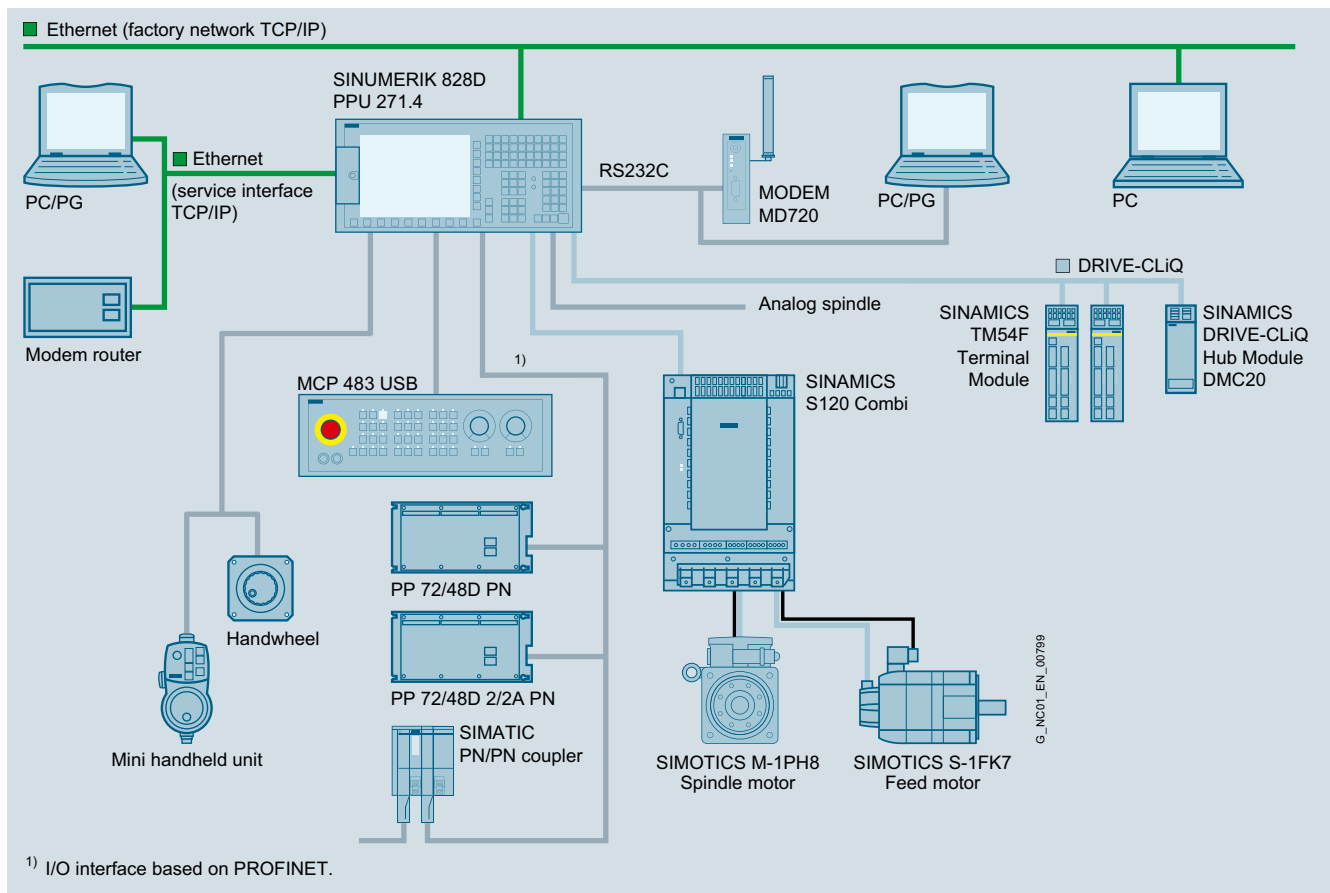 Ethernet (factory network TCP/IP)
SINUMERIK 828D
PPU 271.4
Ethernet
(service interface
TCP/IP)
PC/PG
RS232C
MODEM
MD720
PC/PG
PC
DRIVE-CLiQ
Modem router
Analog spindle
1)
SINAMICS
TM54F
Terminal
Module
SINAMICS
DRIVE-CLiQ
Hub Module
DMC20
MCP 483 USB
SINAMICS
S120 Combi
PP 72/48D PN
Handwheel
PP 72/48D 2/2A PN
Mini handheld unit
SIMATIC
PN/PN coupler
SIMOTICS M-1PH8
Spindle motor
SIMOTICS S-1FK7
Feed motor
G_NC01_EN_00799
1) I/O interface based on PROFINET.